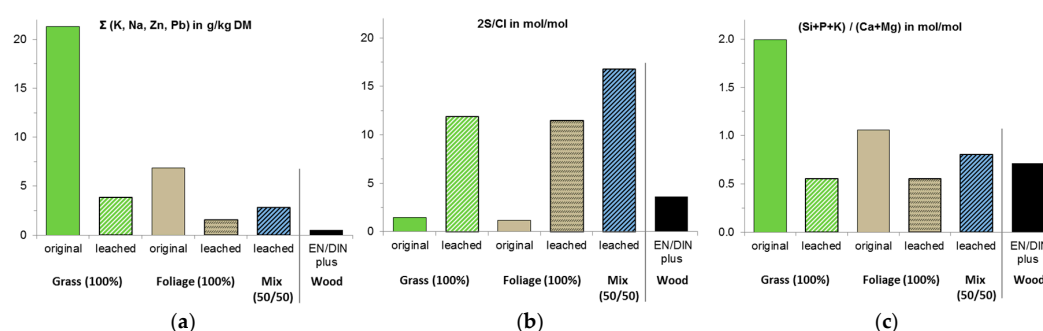 Σ (K, Na, Zn, Pb) in g/kg DM
20
15
10
5
0
original leached original leached leached EN/DIN plus
Grass (100%) Foliage (100%) Mix (50/50) Wood
(a)
2S/Cl in mol/mol
20
15
10
5
0
original leached original leached leached EN/DIN plus
Grass (100%) Foliage (100%) Mix (50/50) Wood
(b)
(Si+P+K) / (Ca+Mg) in mol/mol
2.0
1.5
1.0
0.5
0.0
original leached original leached leached EN/DIN plus
Grass (100%) Foliage (100%) Mix (50/50) Wood
(c)